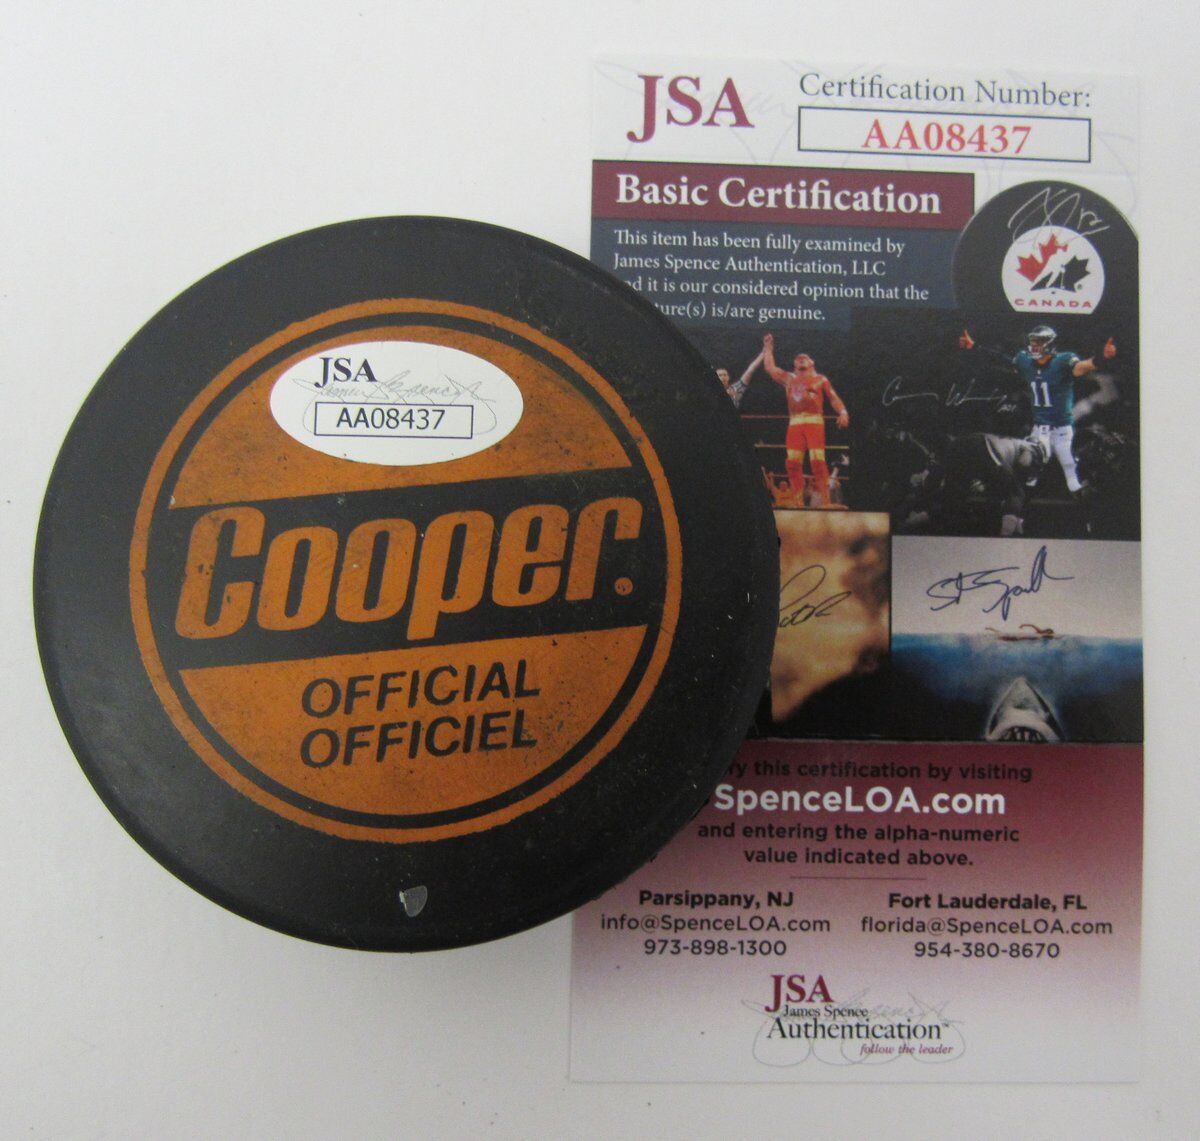 JSA
Certification Number:
AA08437
Basic Certification
This item has been fully examined by
James Spence Authentication, LLC
it is our considered opinion that the
is/are genuine.
CANADA
11
JSA
AA08437
Cooper.
OFFICIAL
OFFICIEL
this certification by visiting
SpenceLOA.com
and entering the alpha-numeric
value indicated above.
Parsippany, NJ
info@SpenceLOA.com
973-898-1300
Fort Lauderdale, FL
florida@SpenceLOA.com
954-380-8670
JSA
James Spence
Authentication™
follow the leader